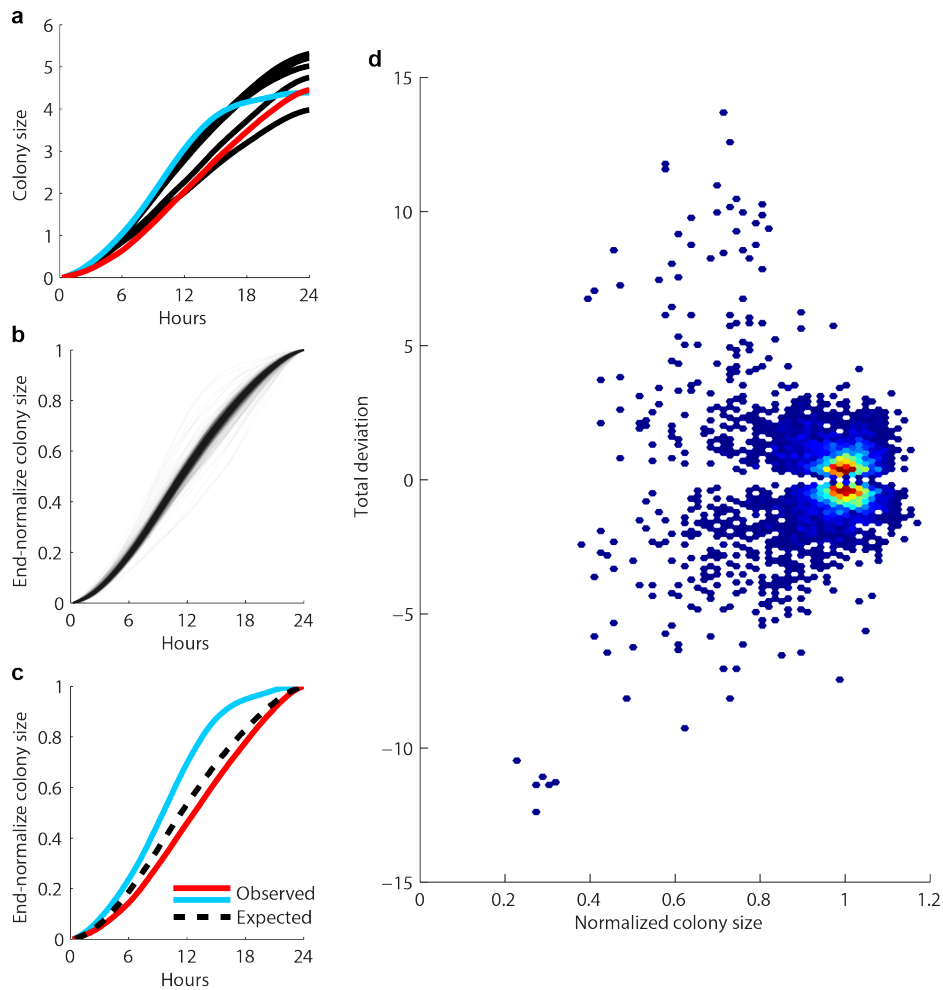 a
6
5
4
3
2
1
0
Colony size
0 6 12 18 24
Hours
b
1
0.8
0.6
0.4
0.2
0
End-normalize colony size
0 6 12 18 24
Hours
c
1
0.8
0.6
0.4
0.2
0
End-normalize colony size
Observed
Expected
0 6 12 18 24
Hours
d
15
10
5
0
−5
−10
−15
Total deviation
0 0.2 0.4 0.6 0.8 1 1.2
Normalized colony size